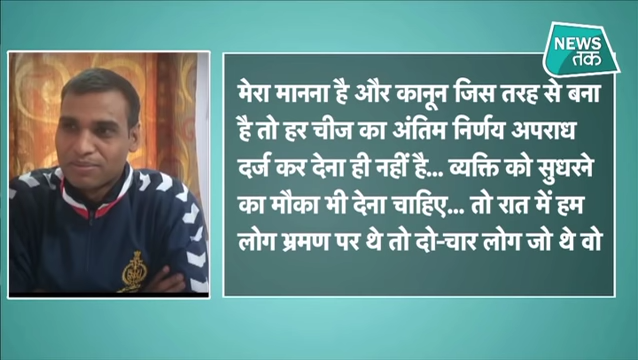 NEWS
तक
मेरा मानना है और कानून जिस तरह से बना
है तो हर चीज का अंतिम निर्णय अपराध
दर्ज कर देना ही नहीं है... व्यक्ति को सुधरने
का मौका भी देना चाहिए... तो रात में हम
लोग भ्रमण पर थे तो दो-चार लोग जो थे वो